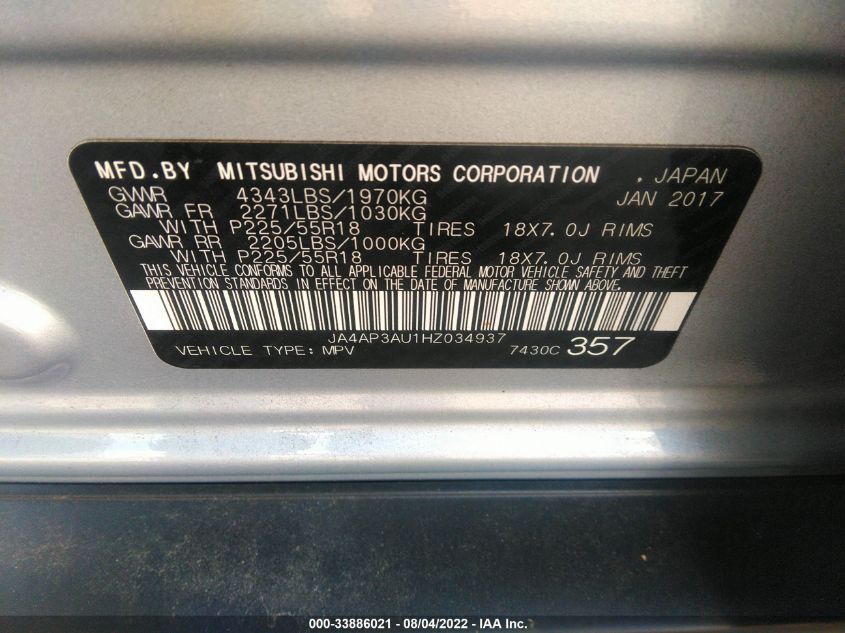 MFD.BY MITSUBISHI MOTORS CORPORATION , JAPAN
GVWR 4343LBS/1970KG JAN 2017
GAWR FR 2271LBS/1030KG
WITH P225/55R18 TIRES 18X7.0J RIMS
GAWR RR 2205LBS/1000KG
WITH P225/55R18 TIRES 18X7.0J RIMS
THIS VEHICLE CONFORMS TO ALL APPLICABLE FEDERAL MOTOR VEHICLE SAFETY AND THEFT
PREVENTION STANDARDS IN EFFECT ON THE DATE OF MANUFACTURE SHOWN ABOVE.
JA4AP3AU1HZ034937
VEHICLE TYPE: MPV 7430C 357
000-33886021 - 08/04/2022 - IAA Inc.